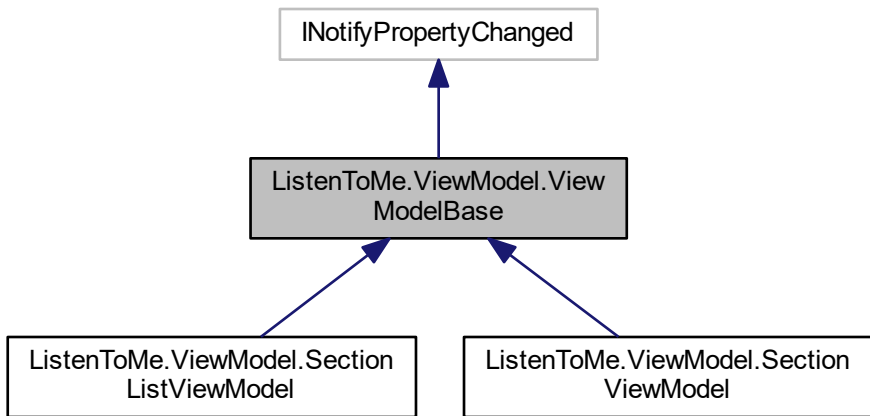 INotifyPropertyChanged
ListenToMe.ViewModel.View
ModelBase
ListenToMe.ViewModel.Section
ListViewModel
ListenToMe.ViewModel.Section
ViewModel